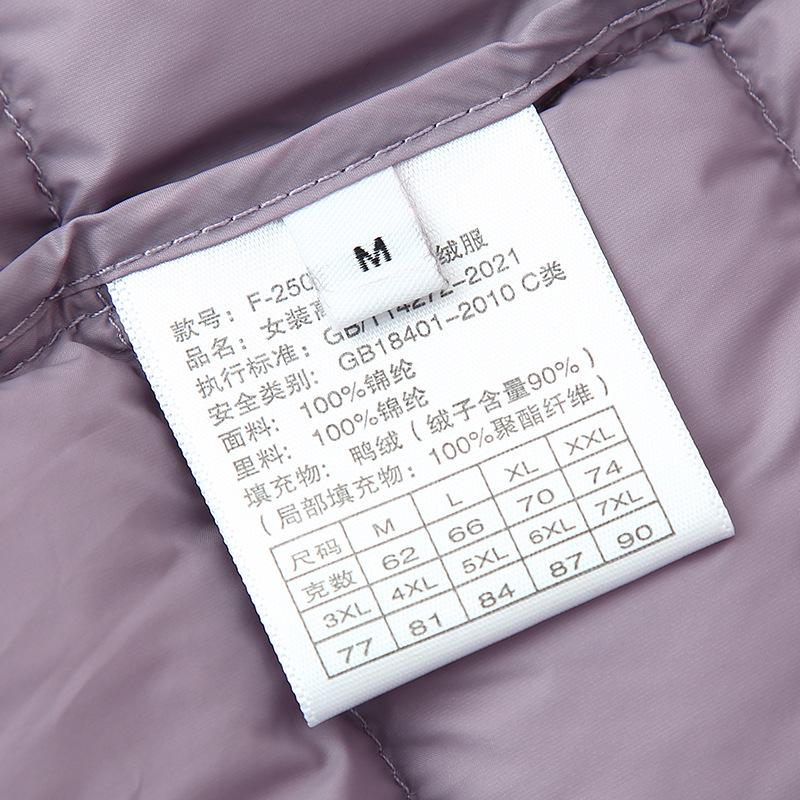 M
款号: F-250
品名: 女装 绒服
执行标准: GB/T14272-2021
安全类别: GB18401-2010 C类
面料: 100%锦纶
里料: 100%锦纶
填充物: 鸭绒(绒子含量90%)
(局部填充物: 100%聚酯纤维)
尺码 M L XL XXL
克数 62 66 70 74
3XL 4XL 5XL 6XL 7XL
77 81 84 87 90